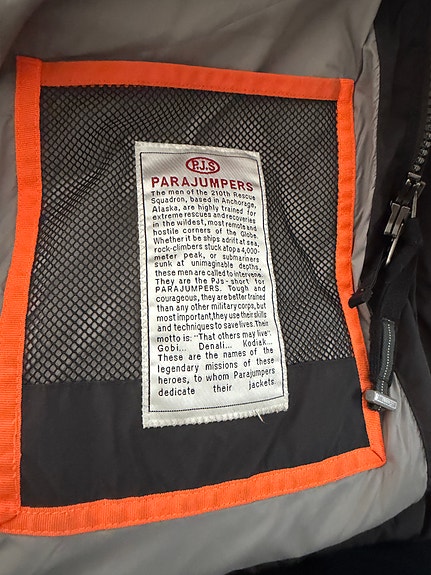 P.J.S
PARAJUMPERS
The men of the 210th Rescue
Squadron, based in Anchorage,
Alaska, are highly trained for
extreme rescues and recoveries
in the wildest, most remote and
hostile corners of the Globe.
Whether it be ships adrift at sea,
rock-climbers stuck atop a 4,000-
meter peak, or submariners
sunk at unimaginable depths,
these men are called to intervene.
They are the PJs - short for
PARAJUMPERS. Tough and
courageous, they are better trained
than any other military corps, but
most important, they use their skills
and techniques to save lives. Their
motto is: "That others may live"
Gobi... Denali... Kodiak...
These are the names of the
legendary missions of these
heroes, to whom Parajumpers
dedicate their jackets